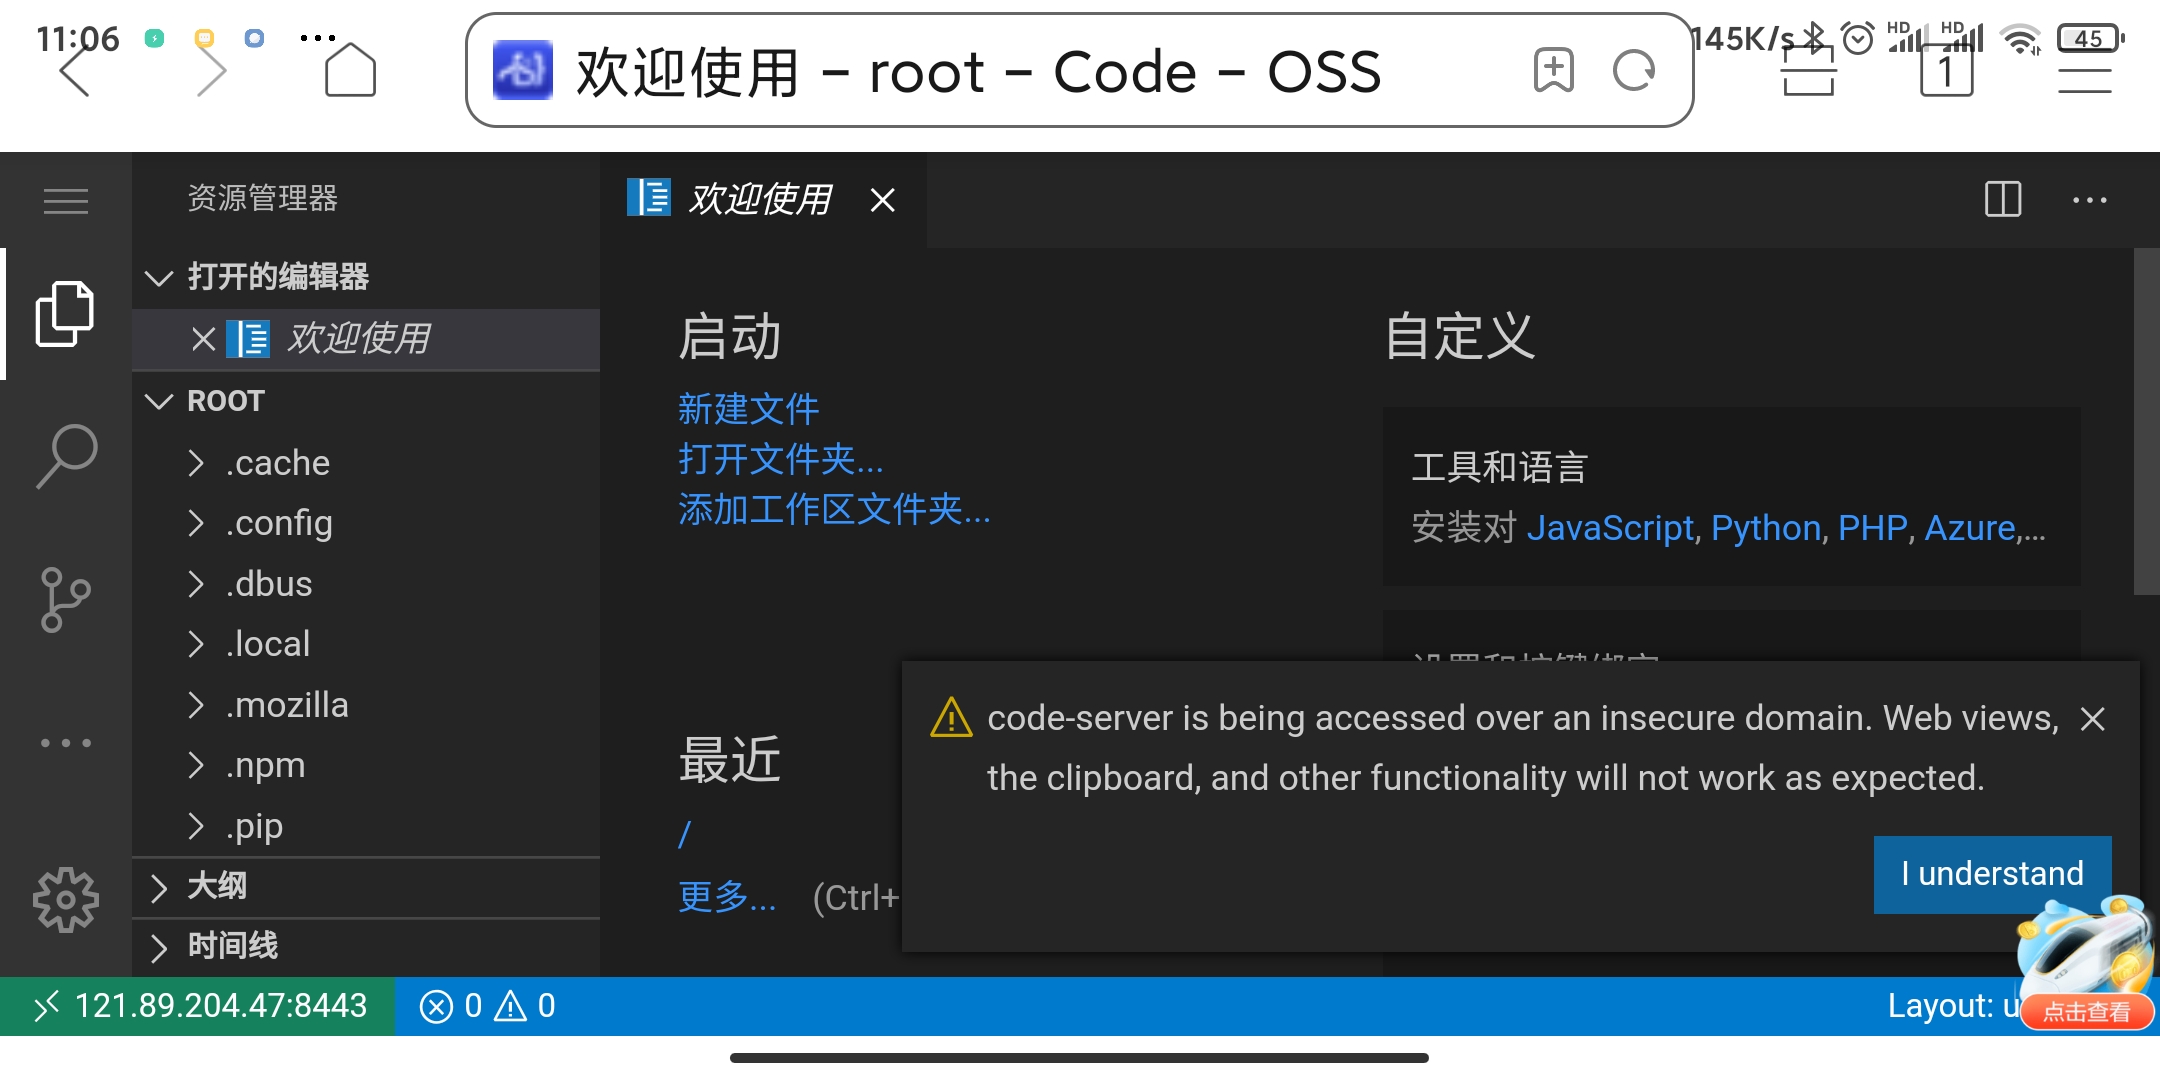 11:06
145K/s
HD
HD
45
欢迎使用 - root - Code - OSS
1
资源管理器
打开的编辑器
欢迎使用
ROOT
.cache
.config
.dbus
.local
.mozilla
.npm
.pip
大纲
时间线
欢迎使用
启动
新建文件
打开文件夹...
添加工作区文件夹...
最近
/
更多... (Ctrl+
自定义
工具和语言
安装对 JavaScript, Python, PHP, Azure,...
code-server is being accessed over an insecure domain. Web views,
the clipboard, and other functionality will not work as expected.
I understand
121.89.204.47:8443
0
0
Layout: u
点击查看